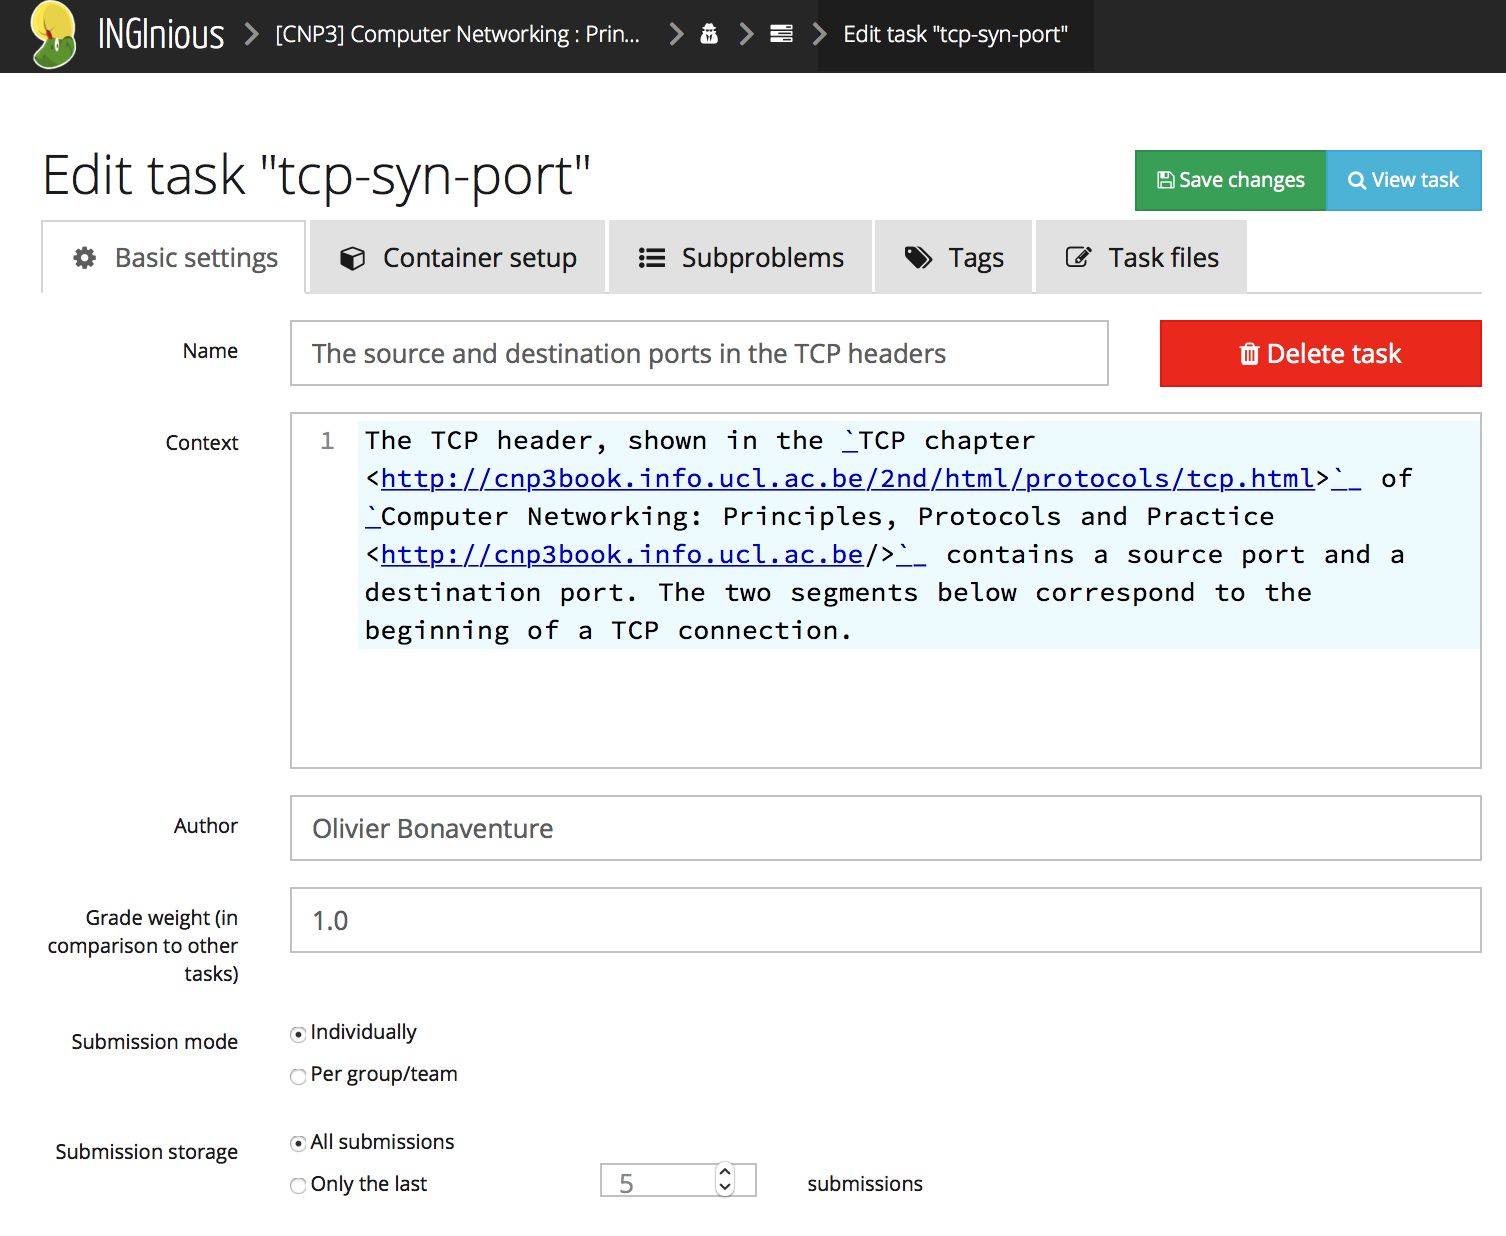 INGInious
[CNP3] Computer Networking : Prin...
Edit task "tcp-syn-port"
Edit task "tcp-syn-port"
Save changes
View task
Basic settings
Container setup
Subproblems
Tags
Task files
Name
The source and destination ports in the TCP headers
Delete task
Context
1
The TCP header, shown in the `TCP chapter
<http://cnp3book.info.ucl.ac.be/2nd/html/protocols/tcp.html>`_ of
`Computer Networking: Principles, Protocols and Practice
<http://cnp3book.info.ucl.ac.be/>`_ contains a source port and a
destination port. The two segments below correspond to the
beginning of a TCP connection.
Author
Olivier Bonaventure
Grade weight (in
comparison to other
tasks)
1.0
Submission mode
Individually
Per group/team
Submission storage
All submissions
Only the last
5
submissions